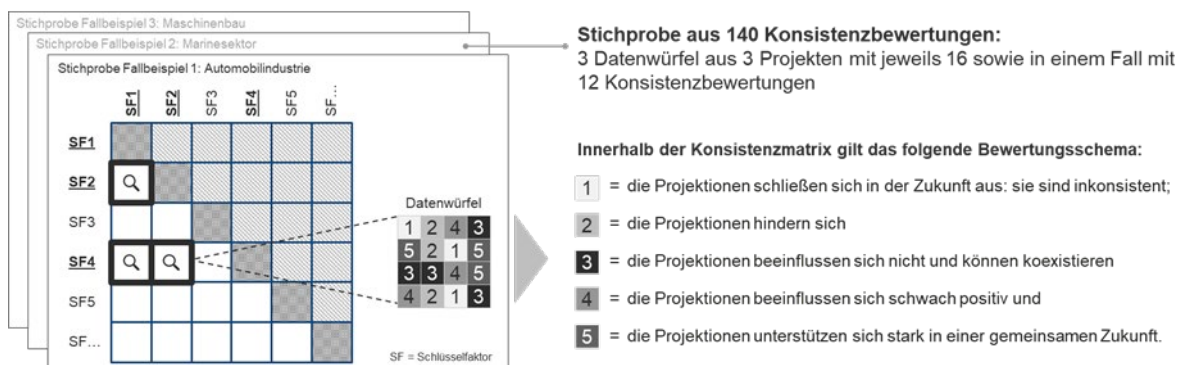 Stichprobe Fallbeispiel 3: Maschinenbau
Stichprobe Fallbeispiel 2: Marinesektor
Stichprobe Fallbeispiel 1: Automobilindustrie
SF1 SF2 SF3 SF4 SF5 SF...
SF1
SF2
SF3
SF4
SF5
SF...
Datenwürfel
1 2 4 3
5 2 1 5
3 3 4 5
4 2 1 3
SF = Schlüsselfaktor
Stichprobe aus 140 Konsistenzbewertungen:
3 Datenwürfel aus 3 Projekten mit jeweils 16 sowie in einem Fall mit
12 Konsistenzbewertungen
Innerhalb der Konsistenzmatrix gilt das folgende Bewertungsschema:
1 = die Projektionen schließen sich in der Zukunft aus: sie sind inkonsistent;
2 = die Projektionen hindern sich
3 = die Projektionen beeinflussen sich nicht und können koexistieren
4 = die Projektionen beeinflussen sich schwach positiv und
5 = die Projektionen unterstützen sich stark in einer gemeinsamen Zukunft.